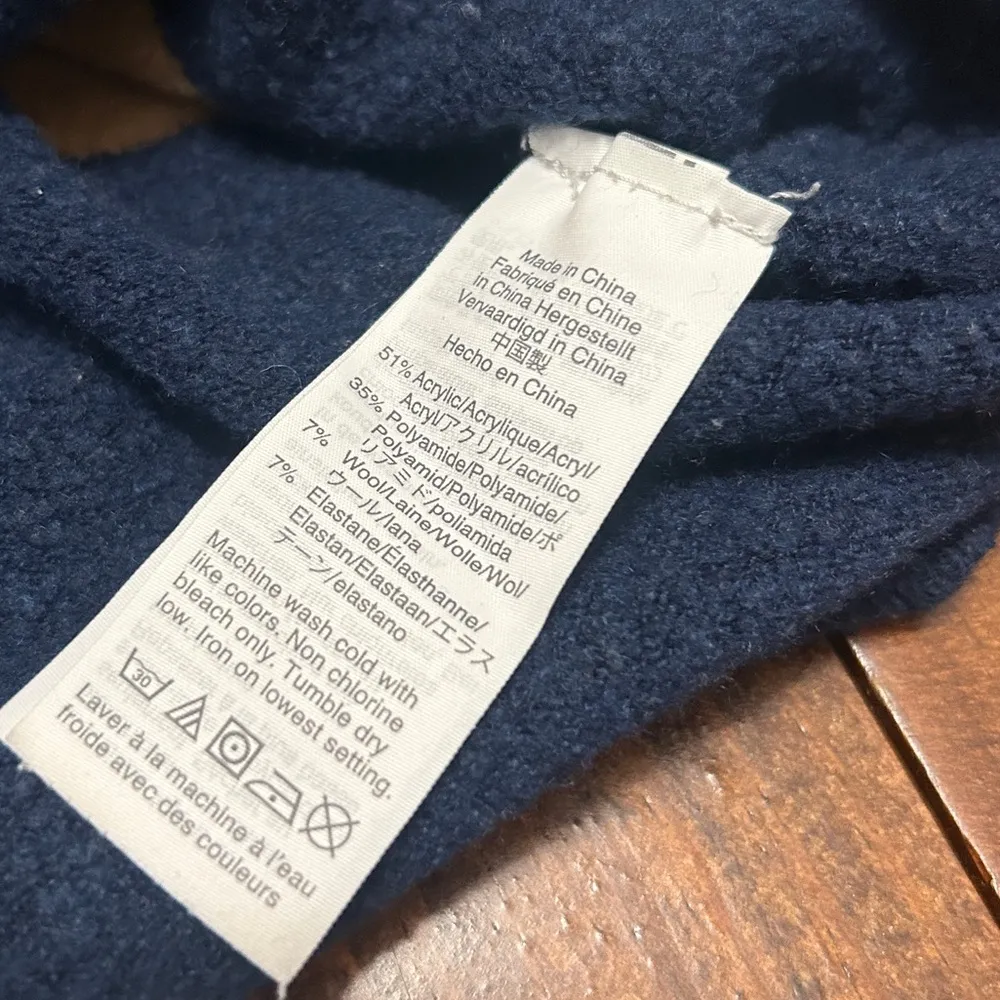 Made in China
Fabriqué en Chine
in China Hergestellt
Vervaardigd in China
中国製
Hecho en China
51% Acrylic/Acrylique/Acryl/
Acryl/アクリル/acrílico
35% Polyamide/Polyamide/
Polyamid/Polyamide/ポ
リアミド/poliamida
7% Wool/Laine/Wolle/Wol/
ウール/lana
7% Elastane/Élasthanne/
Elastan/Elastaan/エラス
テーン/elastano
Machine wash cold with
like colors. Non chlorine
bleach only. Tumble dry
low. Iron on lowest setting.
30
Laver à la machine à l'eau
froide avec des couleurs